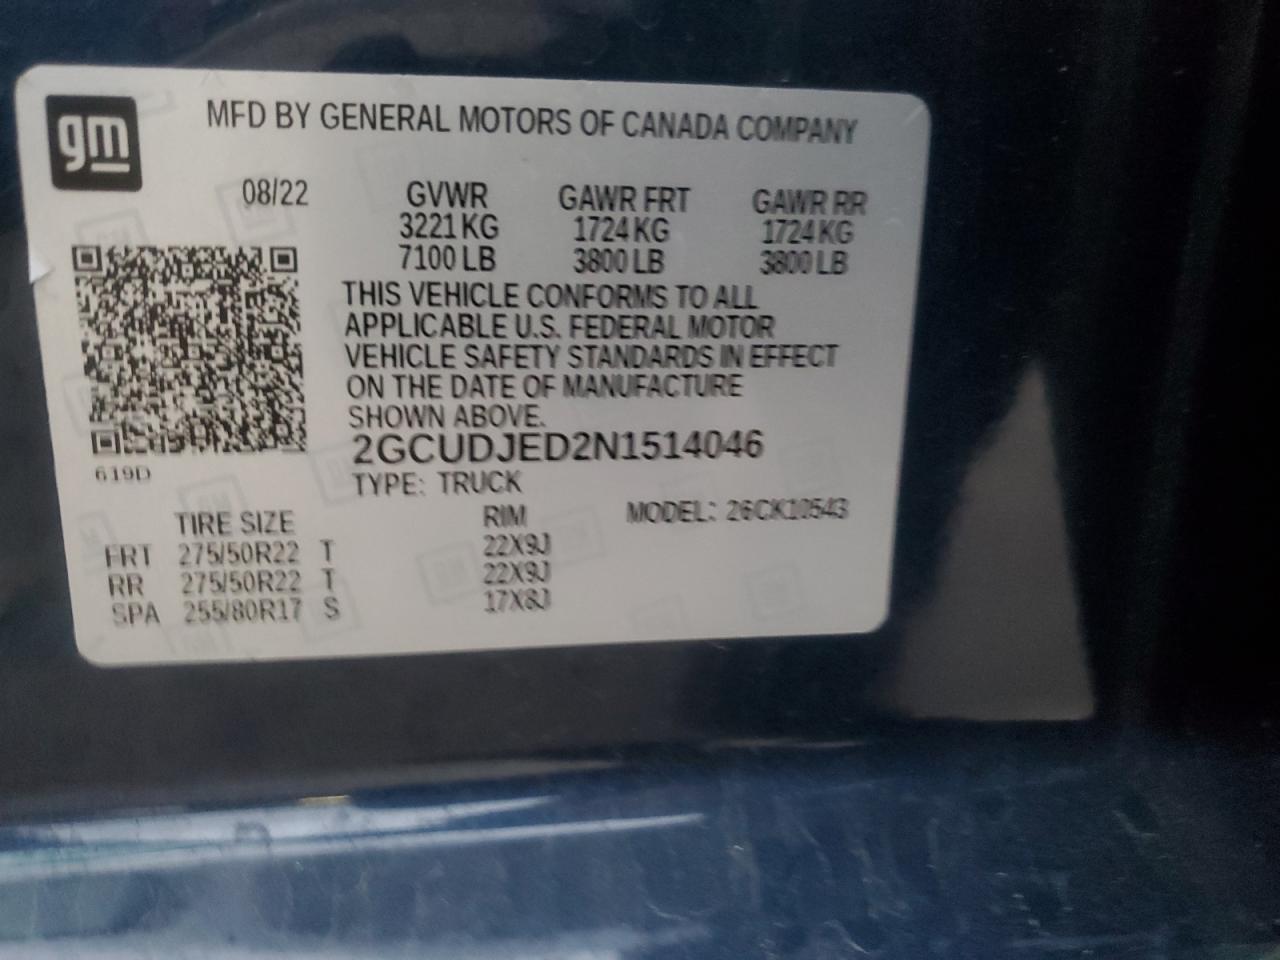 gm
MFD BY GENERAL MOTORS OF CANADA COMPANY
08/22 GVWR GAWR FRT GAWR RR
3221 KG 1724 KG 1724 KG
7100 LB 3800 LB 3800 LB
THIS VEHICLE CONFORMS TO ALL
APPLICABLE U.S. FEDERAL MOTOR
VEHICLE SAFETY STANDARDS IN EFFECT
ON THE DATE OF MANUFACTURE
SHOWN ABOVE.
2GCUDJED2N1514046
619D
TYPE: TRUCK
TIRE SIZE RIM MODEL: 26CK10543
FRT 275/50R22 T 22X9J
RR 275/50R22 T 22X9J
SPA 255/80R17 S 17X8J